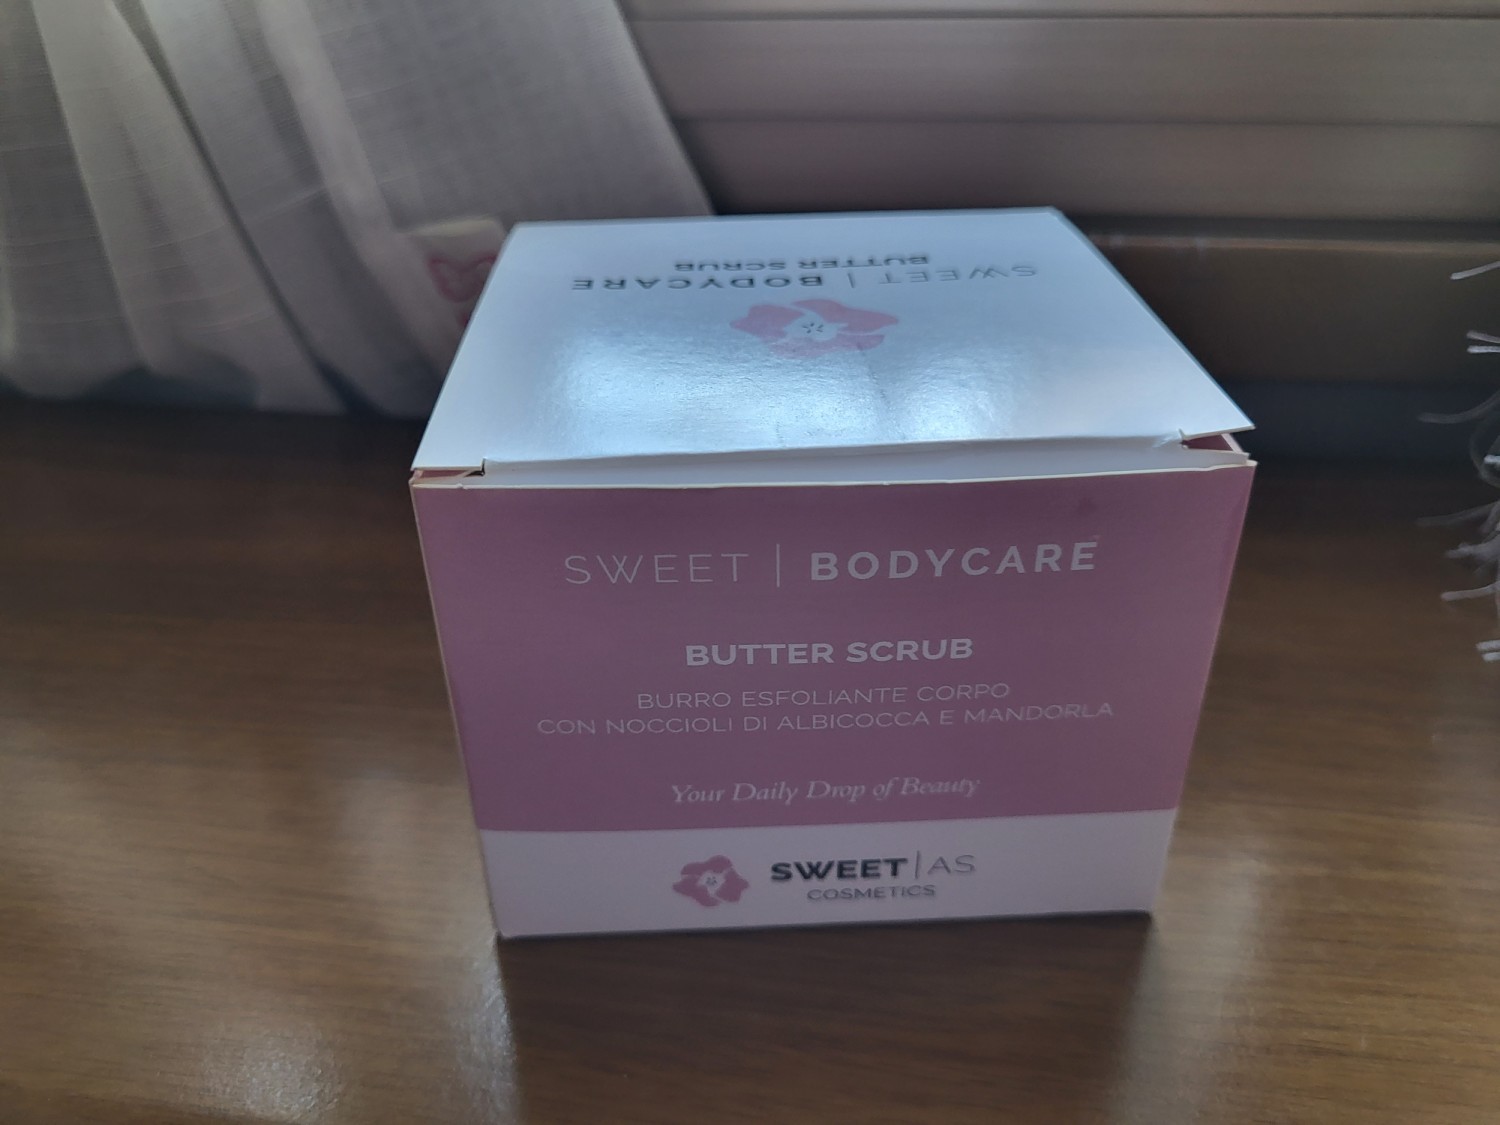 SWEET | BODYCARE
BUTTER SCRUB
SWEET | BODYCARE™
BUTTER SCRUB
BURRO ESFOLIANTE CORPO
CON NOCCIOLI DI ALBICOCCA E MANDORLA
Your Daily Drop of Beauty
SWEET | AS
COSMETICS